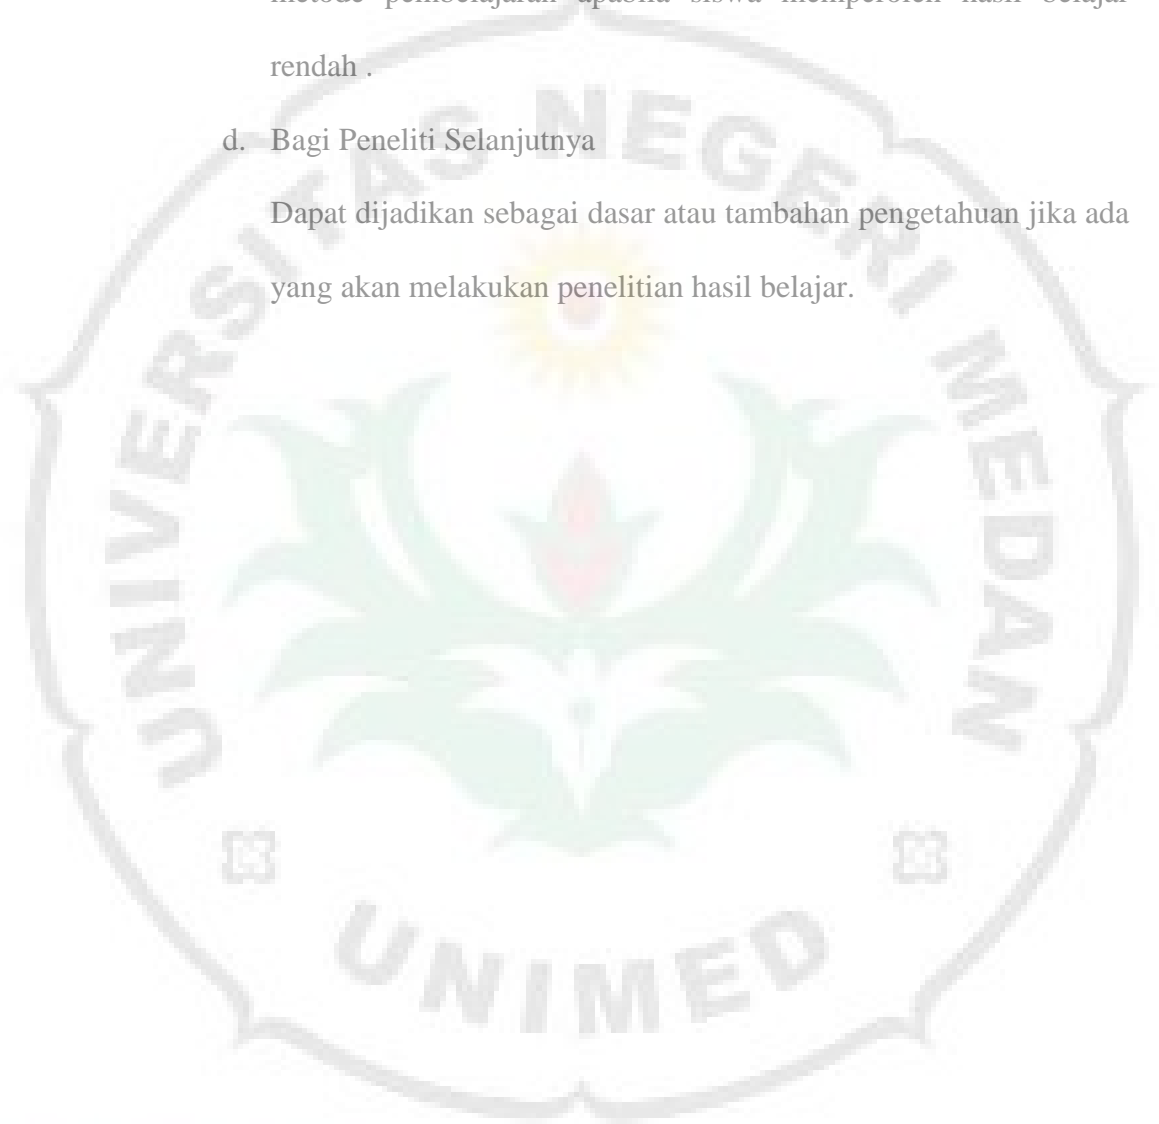 metode pembelajaran apabila siswa memperoleh hasil belajar
rendah .
d. Bagi Peneliti Selanjutnya
Dapat dijadikan sebagai dasar atau tambahan pengetahuan jika ada
yang akan melakukan penelitian hasil belajar.
UNIVERSITAS NEGERI MEDAN
UNIMED